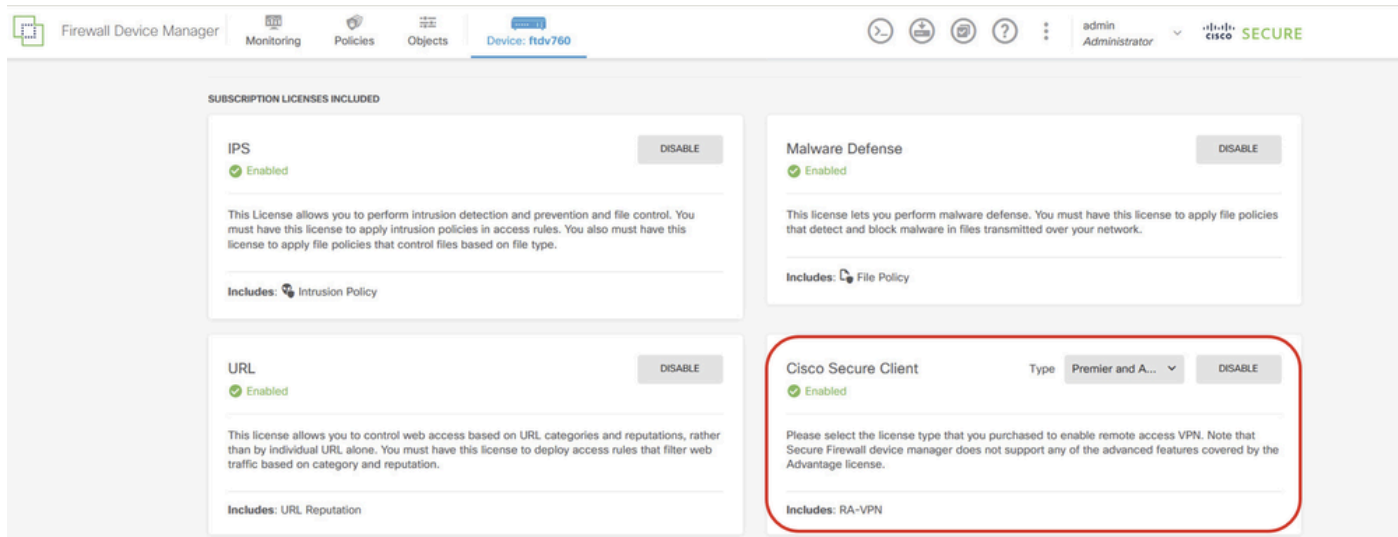 Firewall Device Manager
Monitoring
Policies
Objects
Device: ftdv760
admin
Administrator
cisco SECURE
SUBSCRIPTION LICENSES INCLUDED
IPS
DISABLE
Enabled
This License allows you to perform intrusion detection and prevention and file control. You
must have this license to apply intrusion policies in access rules. You also must have this
license to apply file policies that control files based on file type.
Includes: Intrusion Policy
Malware Defense
DISABLE
Enabled
This license lets you perform malware defense. You must have this license to apply file policies
that detect and block malware in files transmitted over your network.
Includes: File Policy
URL
DISABLE
Enabled
This license allows you to control web access based on URL categories and reputations, rather
than by individual URL alone. You must have this license to deploy access rules that filter web
traffic based on category and reputation.
Includes: URL Reputation
Cisco Secure Client
Type
Premier and A...
DISABLE
Enabled
Please select the license type that you purchased to enable remote access VPN. Note that
Secure Firewall device manager does not support any of the advanced features covered by the
Advantage license.
Includes: RA-VPN